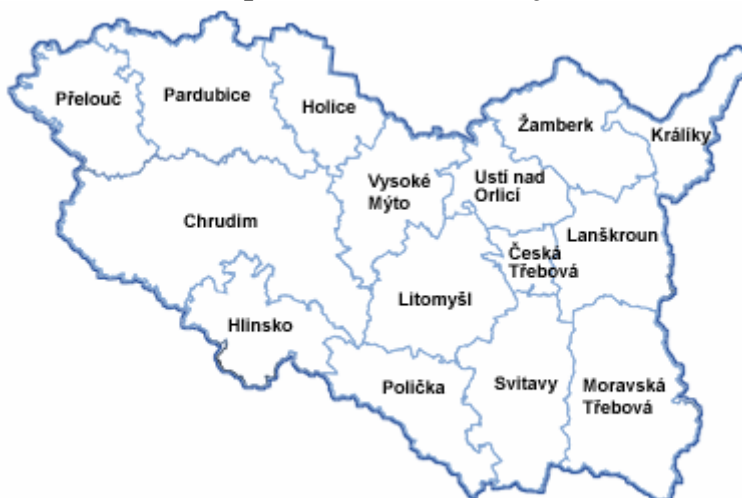 Přelouč
Pardubice
Holice
Žamberk
Králíky
Vysoké
Mýto
Ustí nad
Orlicí
Chrudim
Lanškroun
Česká
Třebová
Litomyšl
Hlinsko
Polička
Svitavy
Moravská
Třebová